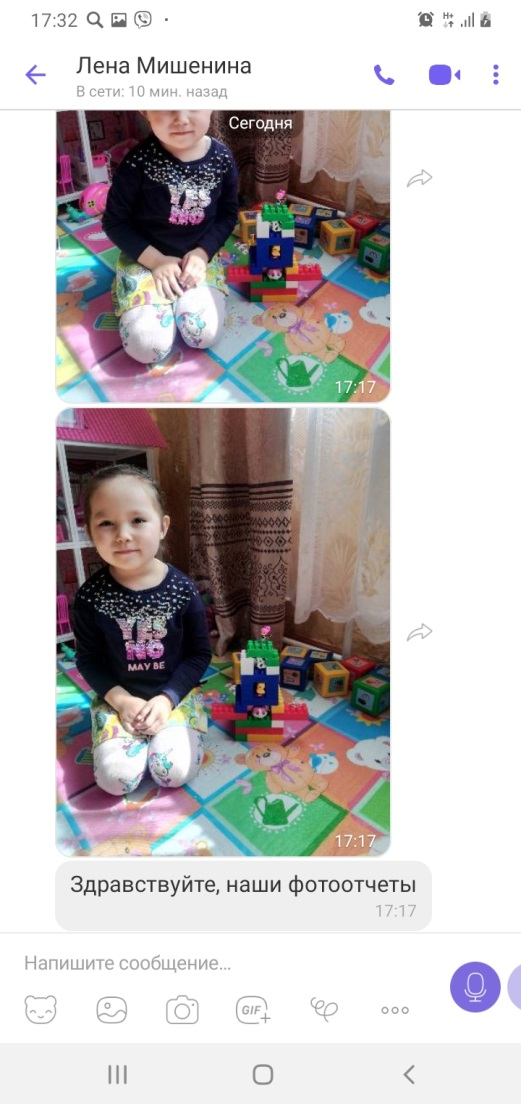 17:32
H+
Лена Мишенина
В сети: 10 мин. назад
Сегодня
YES
NO
17:17
YES
NO
MAY BE
17:17
Здравствуйте, наши фотоотчеты
17:17
Напишите сообщение...
GIF